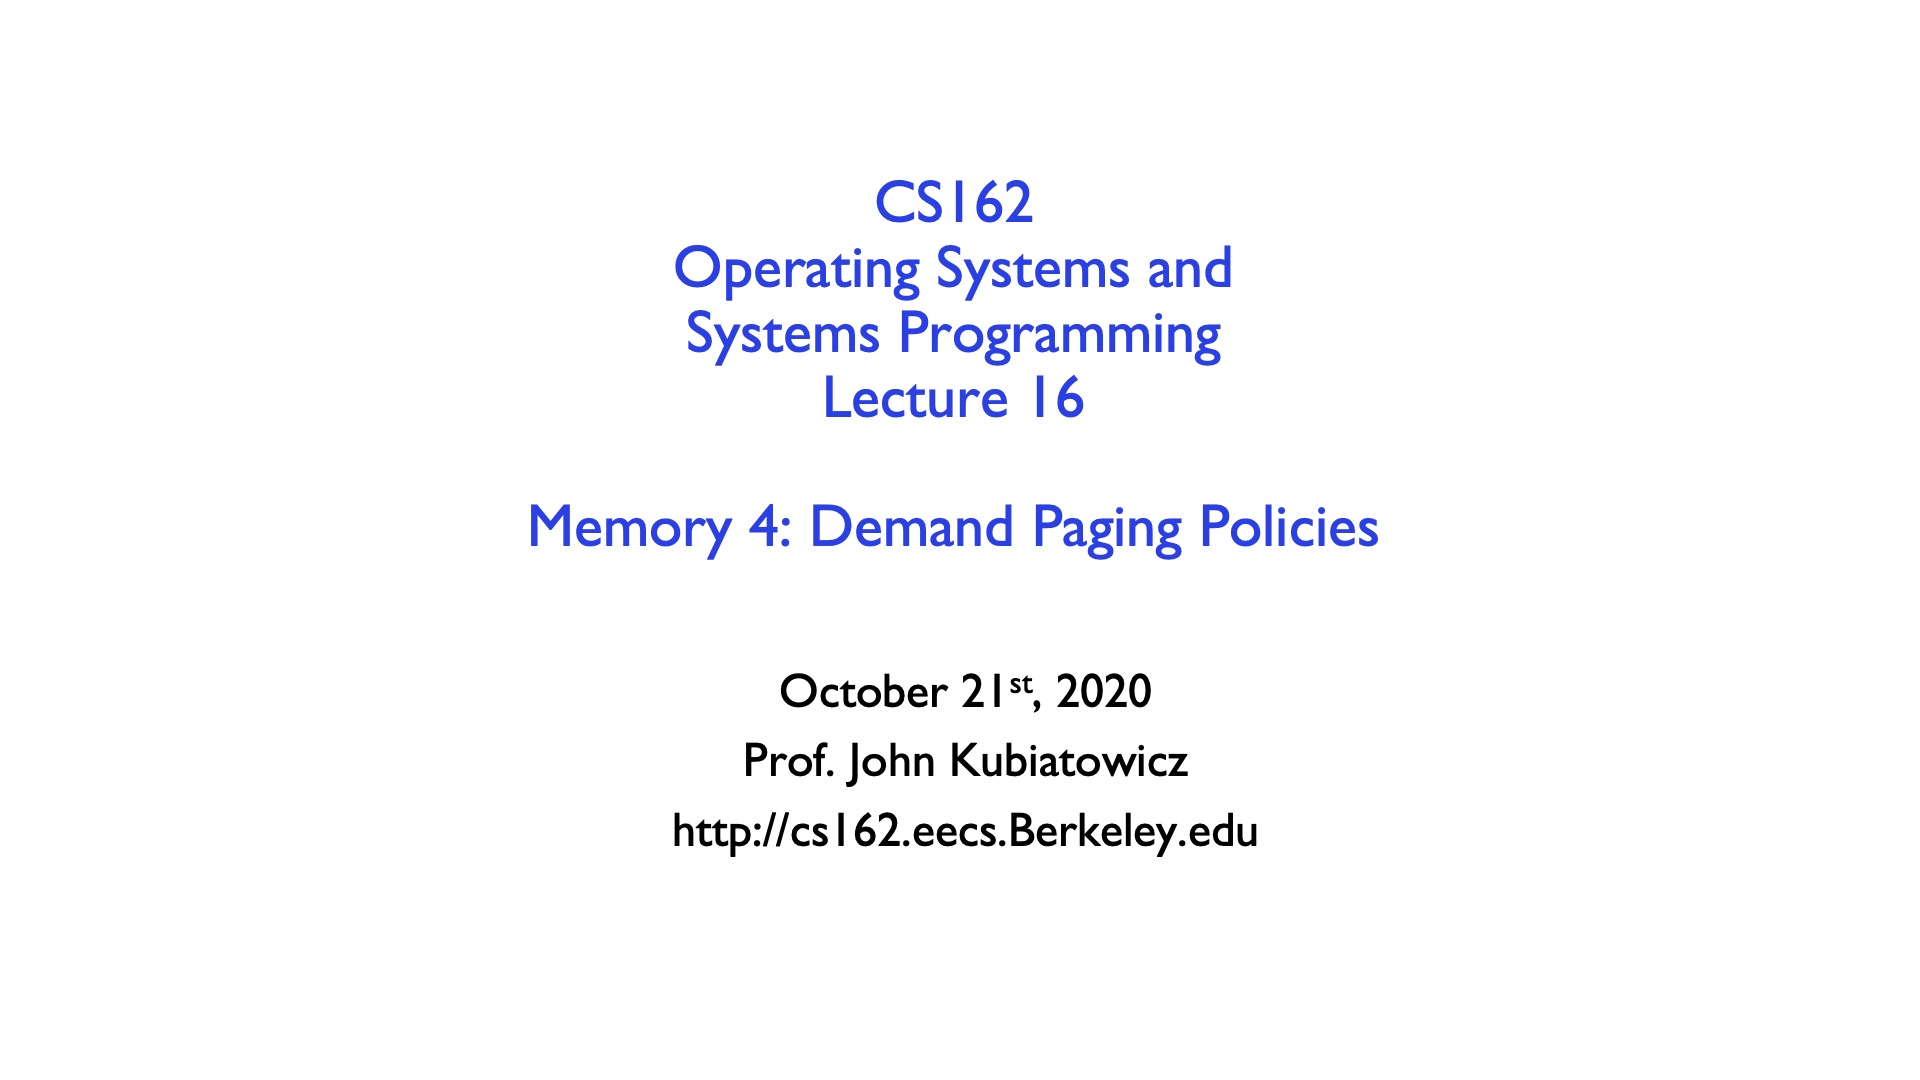 CS162
Operating Systems and
Systems Programming
Lecture 16
Memory 4: Demand Paging Policies
October 21st, 2020
Prof. John Kubiatowicz
http://cs162.eecs.Berkeley.edu